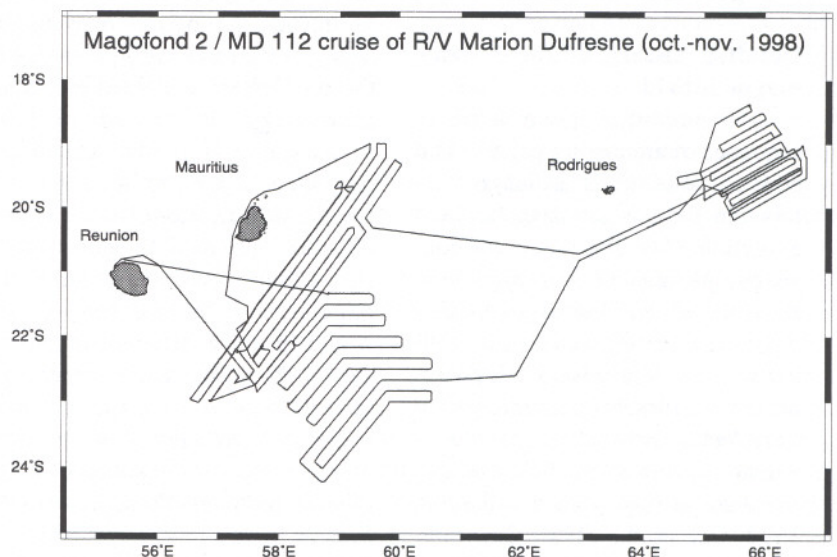 Magofond 2 / MD 112 cruise of R/V Marion Dufresne (oct.-nov. 1998)
18°S
Mauritius
Rodrigues
20°S
Reunion
22°S
24°S
56°E
58°E
60°E
62°E
64°E
66°E